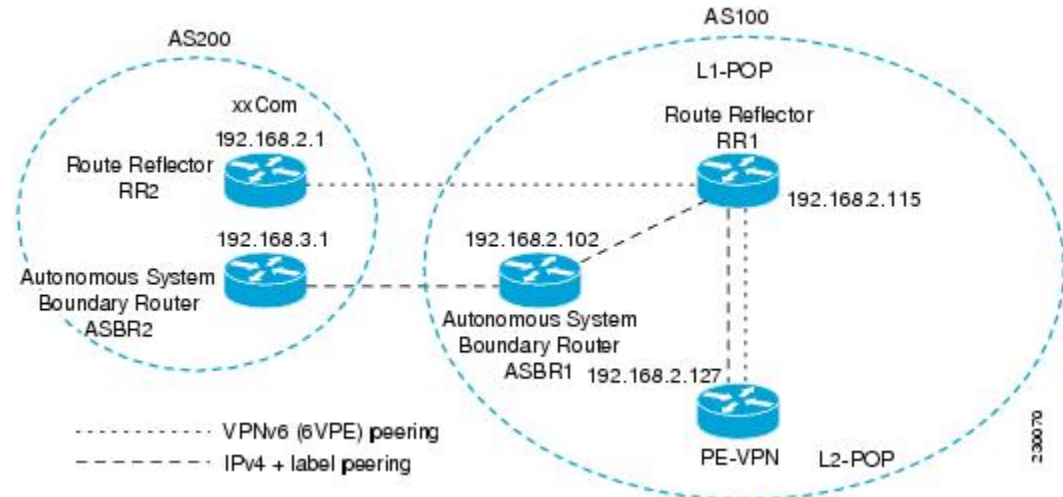 AS100
AS200
L1-POP
xxCom
192.168.2.1
Route Reflector
RR2
Route Reflector
RR1
192.168.2.115
192.168.3.1
192.168.2.102
Autonomous System
Boundary Router
ASBR2
Autonomous System
Boundary Router
ASBR1
192.168.2.127
VPNv6 (6VPE) peering
IPv4 + label peering
PE-VPN
L2-POP
230070